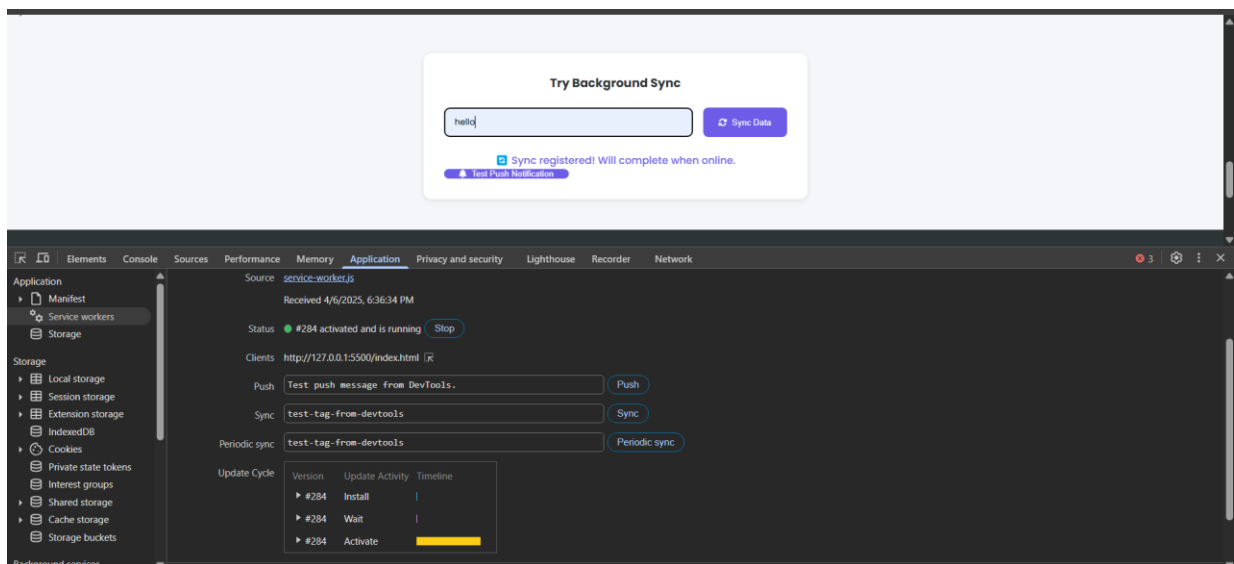 Try Background Sync
hello
Sync Data
Sync registered! Will complete when online.
Test Push Notification
Elements Console Sources Performance Memory Application Privacy and security Lighthouse Recorder Network 3
Application
Manifest
Service workers
Storage
Storage
Local storage
Session storage
Extension storage
IndexedDB
Cookies
Private state tokens
Interest groups
Shared storage
Cache storage
Storage buckets
Background services
Source service-worker.js
Received 4/6/2025, 6:36:34 PM
Status #284 activated and is running Stop
Clients http://127.0.0.1:5500/index.html
Push Test push message from DevTools. Push
Sync test-tag-from-devtools Sync
Periodic sync test-tag-from-devtools Periodic sync
Update Cycle Version Update Activity Timeline
#284 Install
#284 Wait
#284 Activate